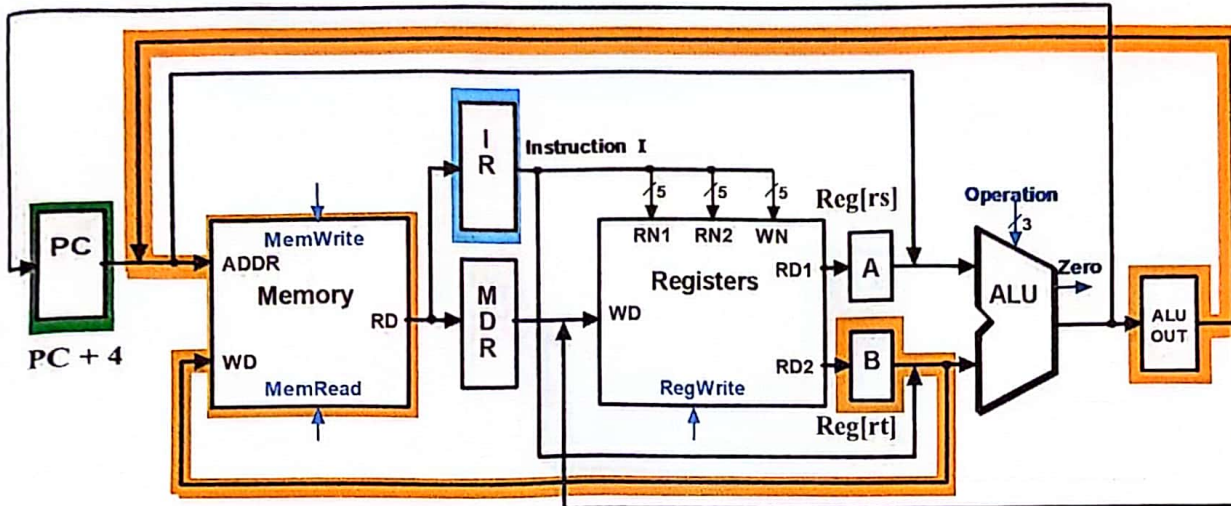 I
R
Instruction I
5
5
5
Reg[rs]
Operation
3
PC
MemWrite
ADDR
Memory
RD
WD
MemRead
PC + 4
M
D
R
RN1
RN2
WN
Registers
RD1
WD
RD2
RegWrite
A
B
Reg[rt]
ALU
Zero
ALU
OUT